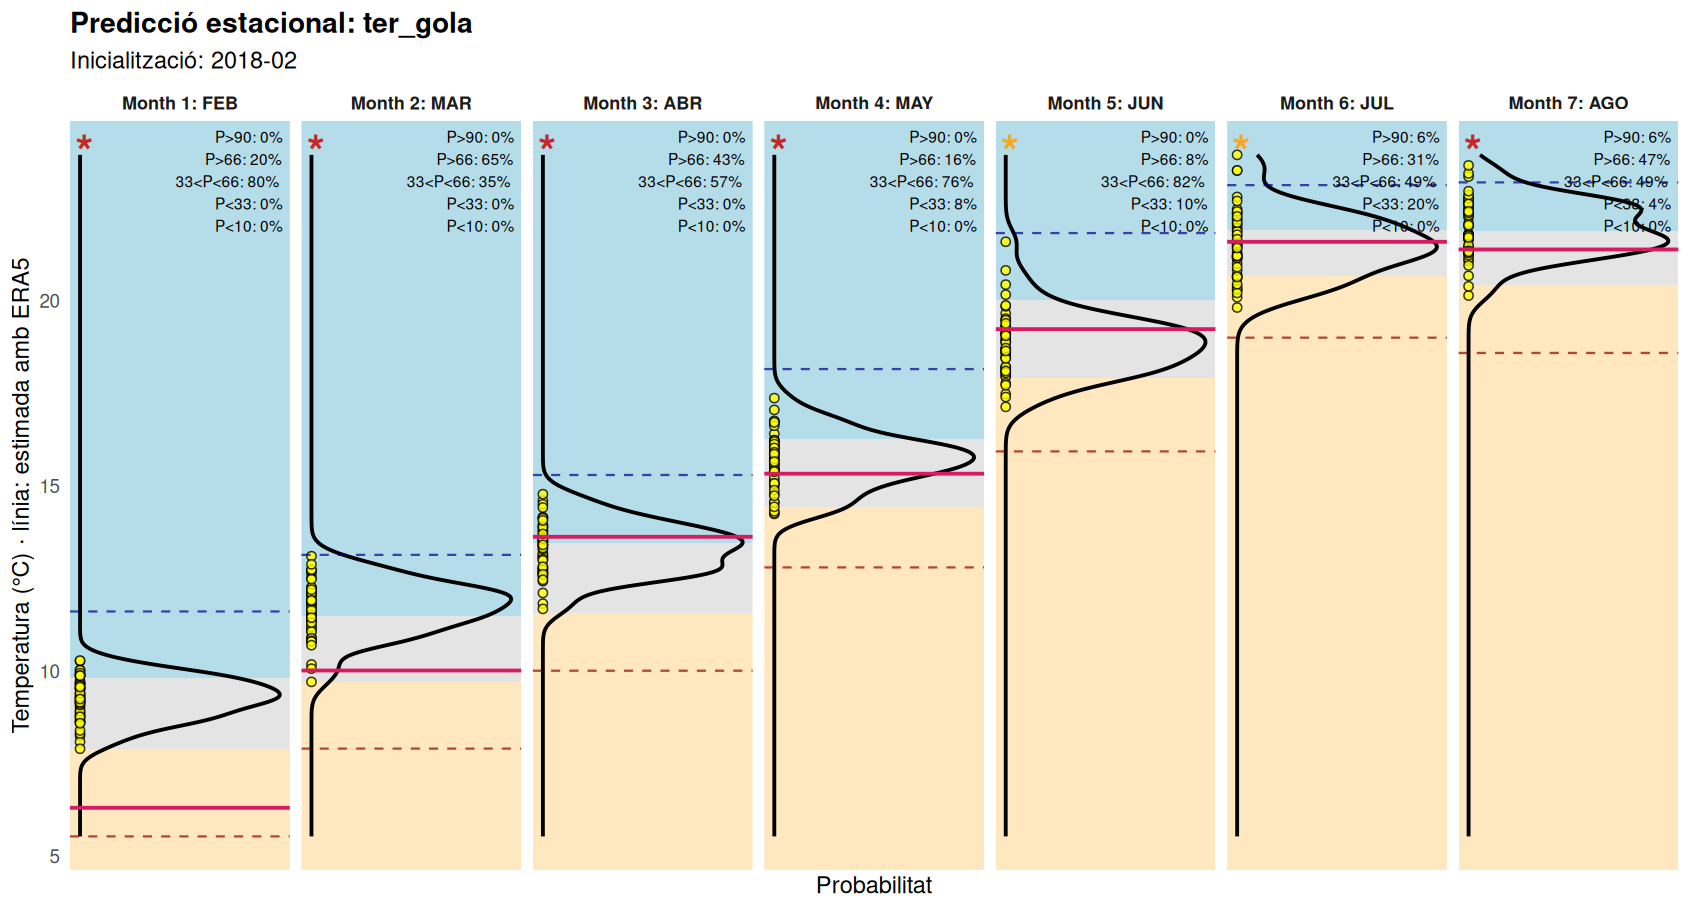 Predicció estacional: ter_gola
Inicialització: 2018-02
Month 1: FEB
Month 2: MAR
Month 3: ABR
Month 4: MAY
Month 5: JUN
Month 6: JUL
Month 7: AGO
P>90: 0%
P>66: 20%
33<P<66: 80%
P<33: 0%
P<10: 0%
P>90: 0%
P>66: 65%
33<P<66: 35%
P<33: 0%
P<10: 0%
P>90: 0%
P>66: 43%
33<P<66: 57%
P<33: 0%
P<10: 0%
P>90: 0%
P>66: 16%
33<P<66: 76%
P<33: 8%
P<10: 0%
P>90: 0%
P>66: 8%
33<P<66: 82%
P<33: 10%
P<10: 0%
P>90: 6%
P>66: 31%
33<P<66: 49%
P<33: 20%
P<10: 0%
P>90: 6%
P>66: 47%
33<P<66: 49%
P<33: 4%
P<10: 0%
Temperatura (°C) · línia: estimada amb ERA5
20
15
10
5
Probabilitat